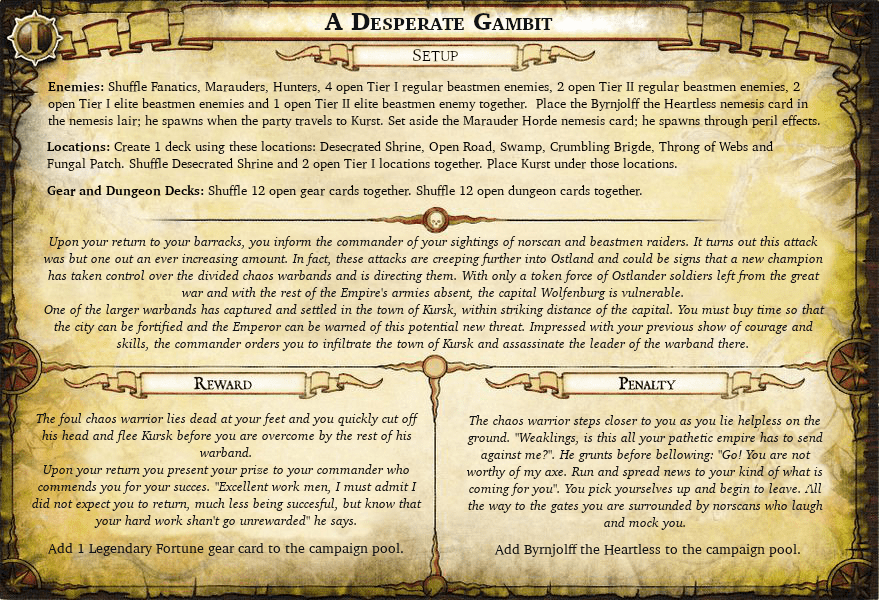 I
A Desperate Gambit
Setup
Enemies: Shuffle Fanatics, Marauders, Hunters, 4 open Tier I regular beastmen enemies, 2 open Tier II regular beastmen enemies, 2
open Tier I elite beastmen enemies and 1 open Tier II elite beastmen enemy together. Place the Byrnjolff the Heartless nemesis card in
the nemesis lair; he spawns when the party travels to Kurst. Set aside the Marauder Horde nemesis card; he spawns through peril effects.
Locations: Create 1 deck using these locations: Desecrated Shrine, Open Road, Swamp, Crumbling Brigde, Throng of Webs and
Fungal Patch. Shuffle Desecrated Shrine and 2 open Tier I locations together. Place Kurst under those locations.
Gear and Dungeon Decks: Shuffle 12 open gear cards together. Shuffle 12 open dungeon cards together.
Upon your return to your barracks, you inform the commander of your sightings of norscan and beastmen raiders. It turns out this attack
was but one out an ever increasing amount. In fact, these attacks are creeping further into Ostland and could be signs that a new champion
has taken control over the divided chaos warbands and is directing them. With only a token force of Ostlander soldiers left from the great
war and with the rest of the Empire's armies absent, the capital Wolfenburg is vulnerable.
One of the larger warbands has captured and settled in the town of Kursk, within striking distance of the capital. You must buy time so that
the city can be fortified and the Emperor can be warned of this potential new threat. Impressed with your previous show of courage and
skills, the commander orders you to infiltrate the town of Kursk and assassinate the leader of the warband there.
Reward
The foul chaos warrior lies dead at your feet and you quickly cut off
his head and flee Kursk before you are overcome by the rest of his
warband.
Upon your return you present your prize to your commander who
commends you for your succes. "Excellent work men, I must admit I
did not expect you to return, much less being succesful, but know that
your hard work shan't go unrewarded" he says.
Add 1 Legendary Fortune gear card to the campaign pool.
Penalty
The chaos warrior steps closer to you as you lie helpless on the
ground. "Weaklings, is this all your pathetic empire has to send
against me?". He grunts before bellowing: "Go! You are not
worthy of my axe. Run and spread news to your kind of what is
coming for you". You pick yourselves up and begin to leave. All
the way to the gates you are surrounded by norscans who laugh
and mock you.
Add Byrnjolff the Heartless to the campaign pool.